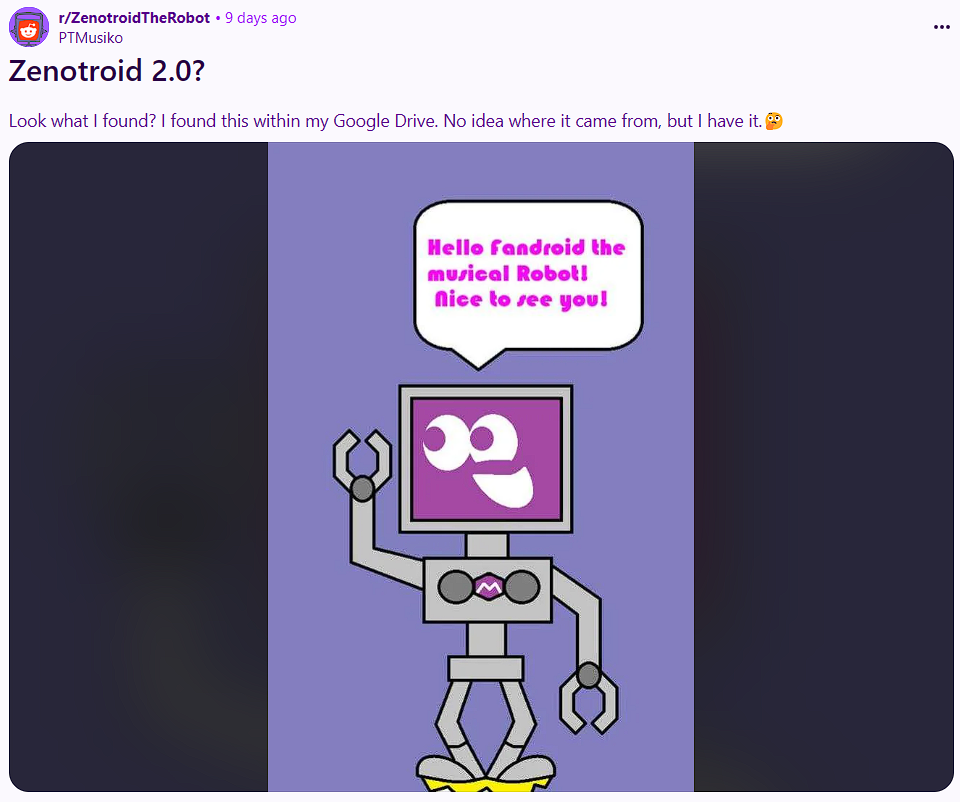 r/ZenotroidTheRobot • 9 days ago
PTMusiko
Zenotroid 2.0?
Look what I found? I found this within my Google Drive. No idea where it came from, but I have it.🤔
Hello Fandroid the
musical Robot!
Nice to see you!
M